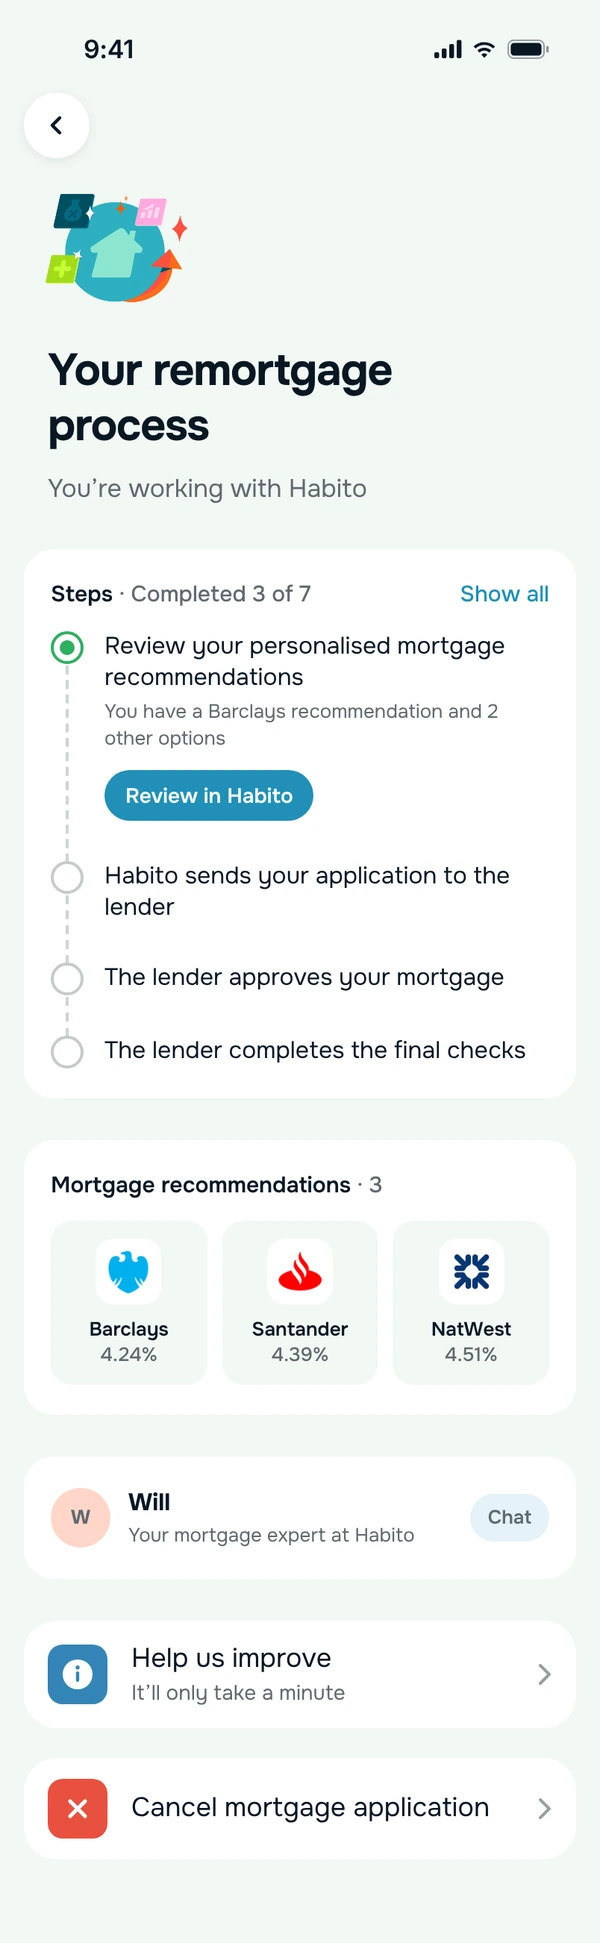 9:41
Your remortgage
process
You’re working with Habito
Steps · Completed 3 of 7
Show all
Review your personalised mortgage
recommendations
You have a Barclays recommendation and 2
other options
Review in Habito
Habito sends your application to the
lender
The lender approves your mortgage
The lender completes the final checks
Mortgage recommendations · 3
Barclays
4.24%
Santander
4.39%
NatWest
4.51%
W
Will
Your mortgage expert at Habito
Chat
Help us improve
It’ll only take a minute
Cancel mortgage application